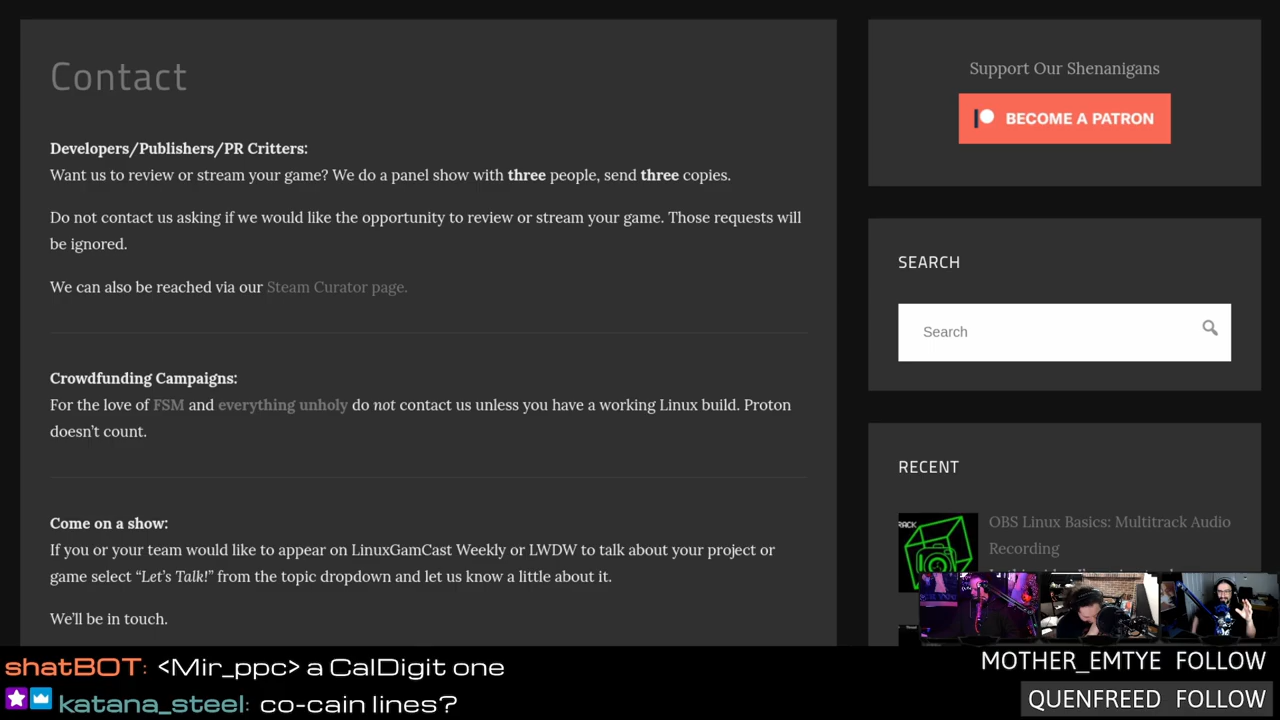 Contact
Developers/Publishers/PR Critters:
Want us to review or stream your game? We do a panel show with three people, send three copies.
Do not contact us asking if we would like the opportunity to review or stream your game. Those requests will
be ignored.
We can also be reached via our Steam Curator page.
Crowdfunding Campaigns:
For the love of FSM and everything unholy do not contact us unless you have a working Linux build. Proton
doesn't count.
Come on a show:
If you or your team would like to appear on LinuxGamCast Weekly or LWDW to talk about your project or
game select “Let's Talk!” from the topic dropdown and let us know a little about it.
We'll be in touch.
Support Our Shenanigans
BECOME A PATRON
SEARCH
Search
RECENT
OBS Linux Basics: Multitrack Audio
Recording
shatBOT: <Mir_ppc> a CalDigit one
katana_steel: co-cain lines?
MOTHER_EMTYE FOLLOW
QUENFREED FOLLOW